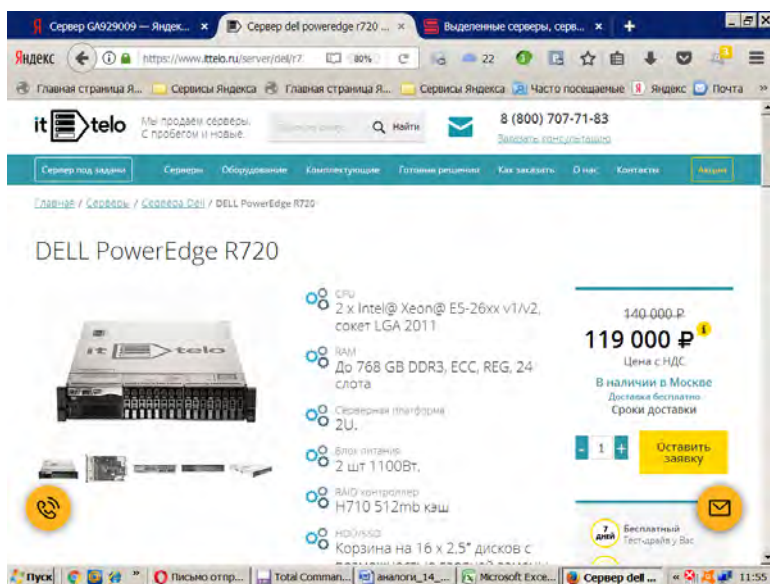 Сервер GA929009 — Яндек... ×
Сервер dell poweredge r720 ... ×
Выделенные серверы, серв... ×
+
Яндекс
https://www.ittelo.ru/server/dell/r7
80%
22
Главная страница Я...
Сервисы Яндекса
Главная страница Я...
Сервисы Яндекса
Часто посещаемые
Яндекс
Почта
»
it telo
Мы продаем серверы.
С пробегом и новые.
Найти
8 (800) 707-71-83
Заказать консультацию
Сервер под задачи
Серверы
Оборудование
Комплектующие
Готовые решения
Как заказать
О нас
Контакты
Акции
Главная / Серверы / Сервера Dell / DELL PowerEdge R720
DELL PowerEdge R720
CPU
2 x Intel@ Xeon@ E5-26xx v1/v2,
сокет LGA 2011
RAM
До 768 GB DDR3, ECC, REG, 24
слота
Серверная платформа
2U.
Блок питания
2 шт 1100Вт,
RAID контроллер
H710 512mb кэш
HDD/SSD
Корзина на 16 x 2.5" дисков с
it telo
140 000 ₽
119 000 ₽
i
Цена с НДС
В наличии в Москве
Доставка бесплатно
Сроки доставки
- 1 +
Оставить
заявку
7
дней
Бесплатный
Тест-драйв у Вас
Пуск
»
Письмо отпр...
Total Comman...
аналоги_14_...
Microsoft Exce...
Сервер dell ...
«